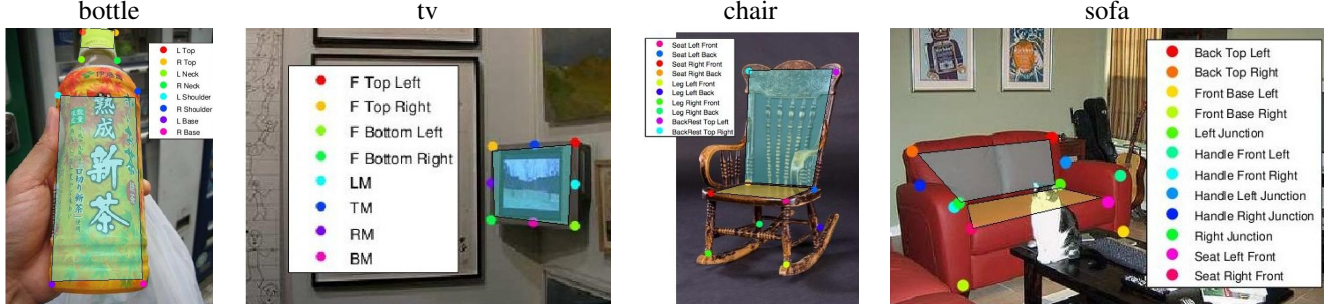 bottle
tv
chair
sofa
L Top
R Top
L Neck
R Neck
L Shoulder
R Shoulder
L Base
R Base
熟成
新茶
F Top Left
F Top Right
F Bottom Left
F Bottom Right
LM
TM
RM
BM
Seat Left Front
Seat Left Back
Seat Right Front
Seat Right Back
Leg Left Front
Leg Left Back
Leg Right Front
Leg Right Back
BackRest Top Left
BackRest Top Right
Back Top Left
Back Top Right
Front Base Left
Front Base Right
Left Junction
Handle Front Left
Handle Front Right
Handle Left Junction
Handle Right Junction
Right Junction
Seat Left Front
Seat Right Front